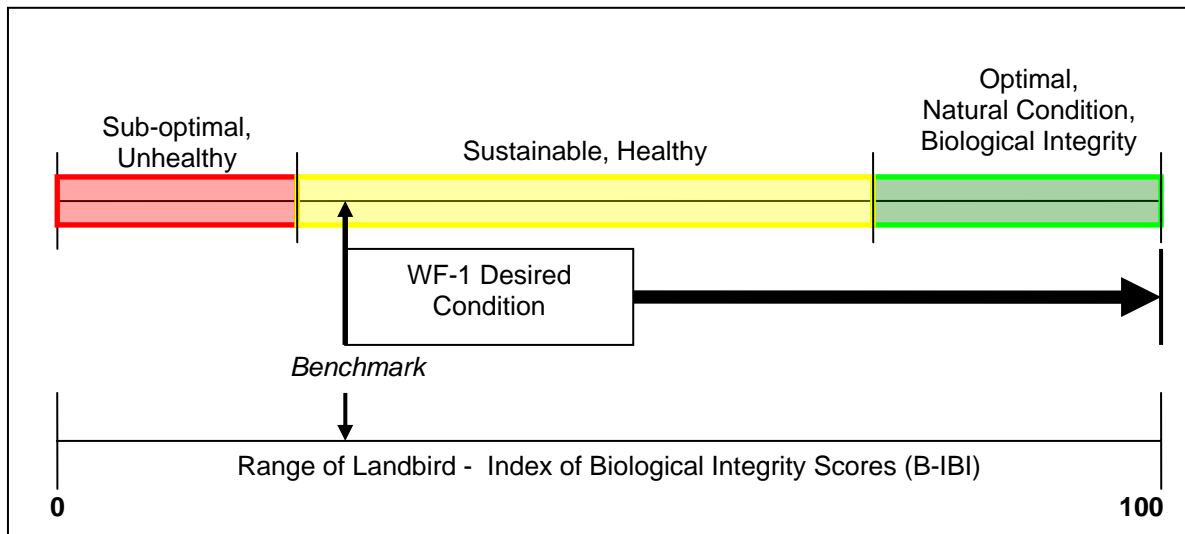 Sub-optimal,
Unhealthy
Sustainable, Healthy
Optimal,
Natural Condition,
Biological Integrity
WF-1 Desired
Condition
Benchmark
Range of Landbird - Index of Biological Integrity Scores (B-IBI)
0
100